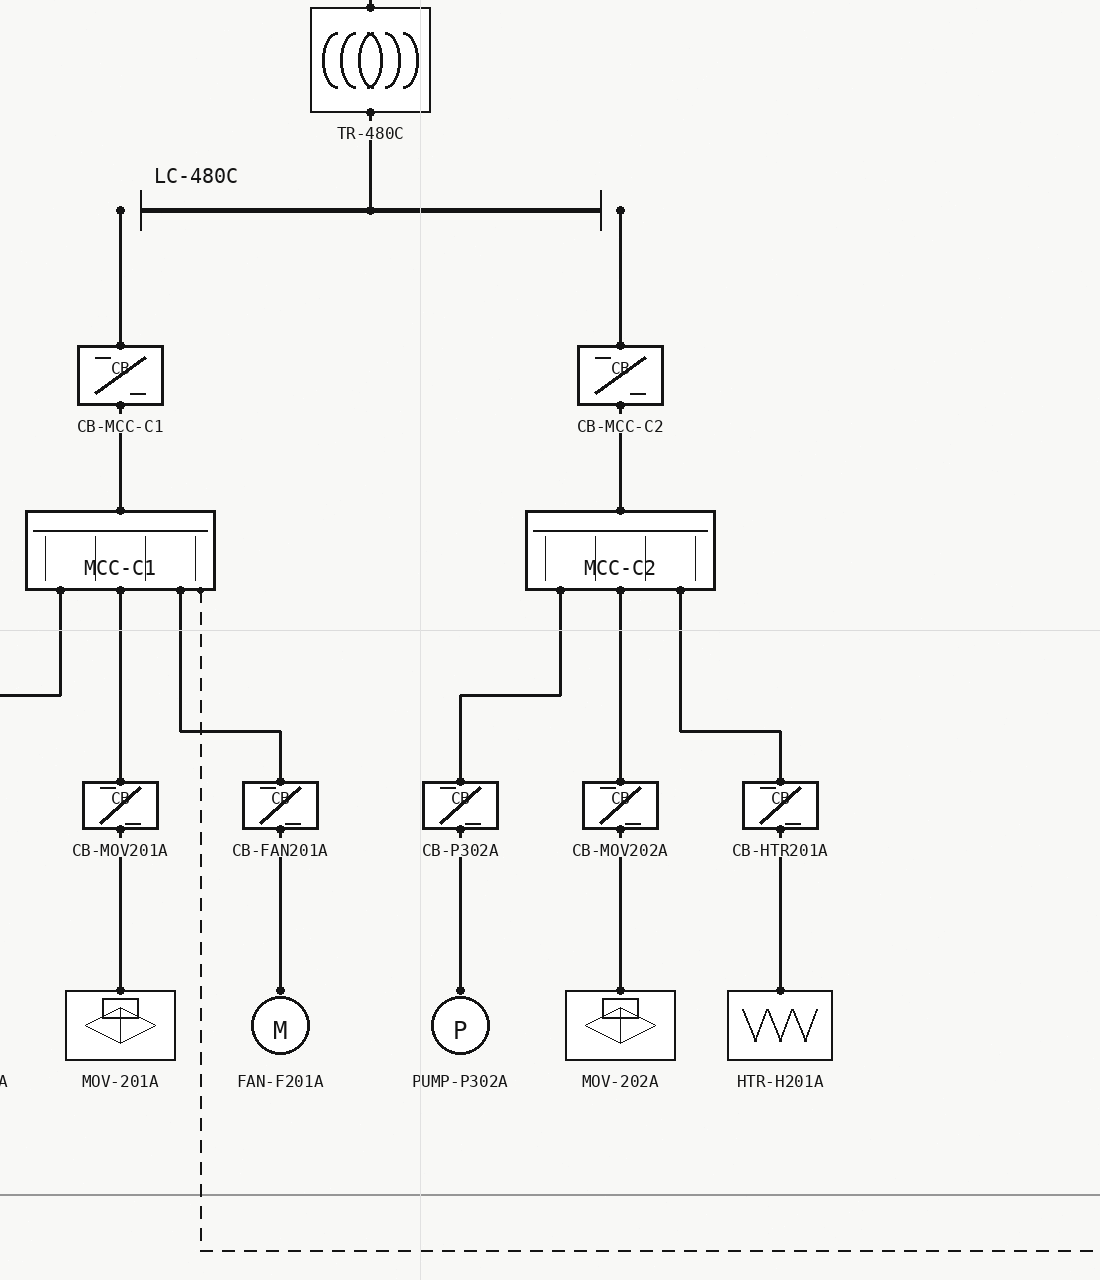 TR-480C
LC-480C
CB
CB
CB-MCC-C1
CB-MCC-C2
MCC-C1
MCC-C2
CB
CB
CB
CB
CB
CB-MOV201A
CB-FAN201A
CB-P302A
CB-MOV202A
CB-HTR201A
M
P
A
MOV-201A
FAN-F201A
PUMP-P302A
MOV-202A
HTR-H201A